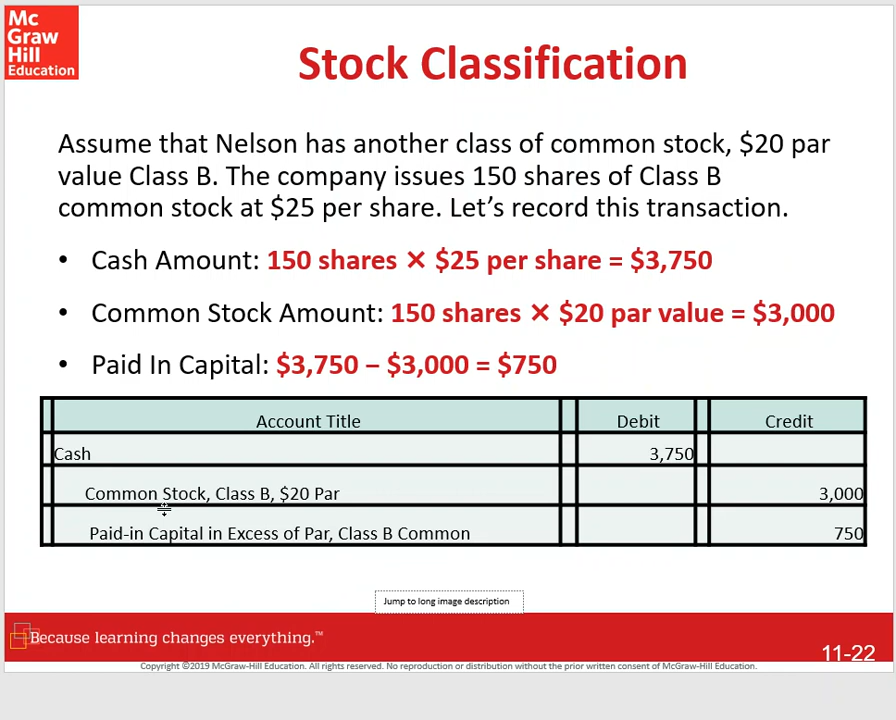 Mc
Graw
Hill
Education
Stock Classification
Assume that Nelson has another class of common stock, $20 par
value Class B. The company issues 150 shares of Class B
common stock at $25 per share. Let’s record this transaction.
• Cash Amount: 150 shares × $25 per share = $3,750
• Common Stock Amount: 150 shares × $20 par value = $3,000
• Paid In Capital: $3,750 – $3,000 = $750
Account Title Debit Credit
Cash 3,750
Common Stock, Class B, $20 Par 3,000
Paid-in Capital in Excess of Par, Class B Common 750
Jump to long image description
Because learning changes everything.™
11-22
Copyright ©2019 McGraw-Hill Education. All rights reserved. No reproduction or distribution without the prior written consent of McGraw-Hill Education.